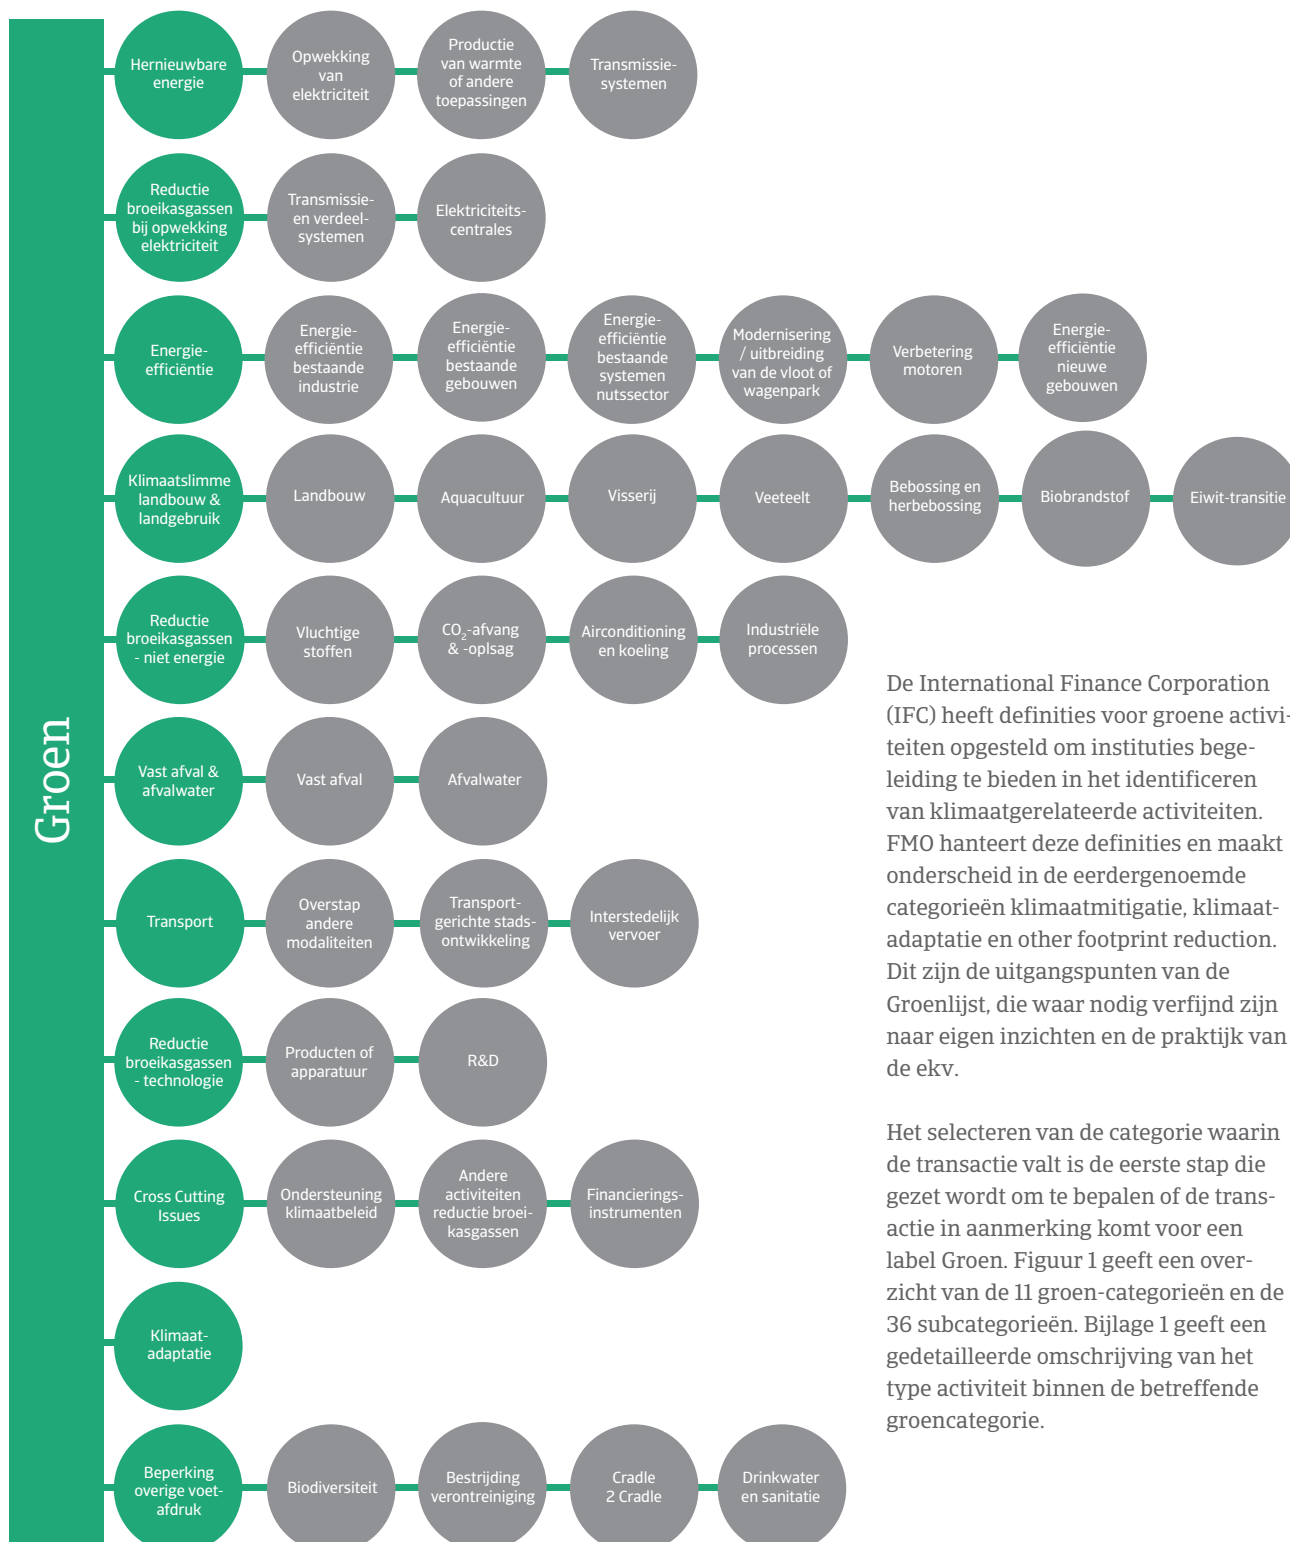 Groen
Hernieuwbare
energie
Opwekking
van
elektriciteit
Productie
van warmte
of andere
toepassingen
Transmissie-
systemen
Reductie
broeikasgassen
bij opwekking
elektriciteit
Transmissie-
en verdeel-
systemen
Elektriciteits-
centrales
Energie-
efficiëntie
Energie-
efficiëntie
bestaande
industrie
Energie-
efficiëntie
bestaande
gebouwen
Energie-
efficiëntie
bestaande
systemen
nutssector
Modernisering
/ uitbreiding
van de vloot of
wagenpark
Verbetering
motoren
Energie-
efficiëntie
nieuwe
gebouwen
Klimaatslimme
landbouw &
landgebruik
Landbouw
Aquacultuur
Visserij
Veeteelt
Bebossing en
herbebossing
Biobrandstof
Eiwit-transitie
Reductie
broeikasgassen
- niet energie
Vluchtige
stoffen
CO₂-afvang
& -oplsag
Airconditioning
en koeling
Industriële
processen
Vast afval &
afvalwater
Vast afval
Afvalwater
Transport
Overstap
andere
modaliteiten
Transport-
gerichte stads-
ontwikkeling
Interstedelijk
vervoer
Reductie
broeikasgassen
- technologie
Producten of
apparatuur
R&D
Cross Cutting
Issues
Ondersteuning
klimaatbeleid
Andere
activiteiten
reductie broei-
kasgassen
Financierings-
instrumenten
Klimaat-
adaptatie
Beperking
overige voet-
afdruk
Biodiversiteit
Bestrijding
verontreiniging
Cradle
2 Cradle
Drinkwater
en sanitatie
De International Finance Corporation
(IFC) heeft definities voor groene activi-
teiten opgesteld om instituties bege-
leiding te bieden in het identificeren
van klimaatgerelateerde activiteiten.
FMO hanteert deze definities en maakt
onderscheid in de eerdergenoemde
categorieën klimaatmitigatie, klimaat-
adaptatie en other footprint reduction.
Dit zijn de uitgangspunten van de
Groenlijst, die waar nodig verfijnd zijn
naar eigen inzichten en de praktijk van
de ekv.
Het selecteren van de categorie waarin
de transactie valt is de eerste stap die
gezet wordt om te bepalen of de trans-
actie in aanmerking komt voor een
label Groen. Figuur 1 geeft een over-
zicht van de 11 groen-categorieën en de
36 subcategorieën. Bijlage 1 geeft een
gedetailleerde omschrijving van het
type activiteit binnen de betreffende
groencategorie.